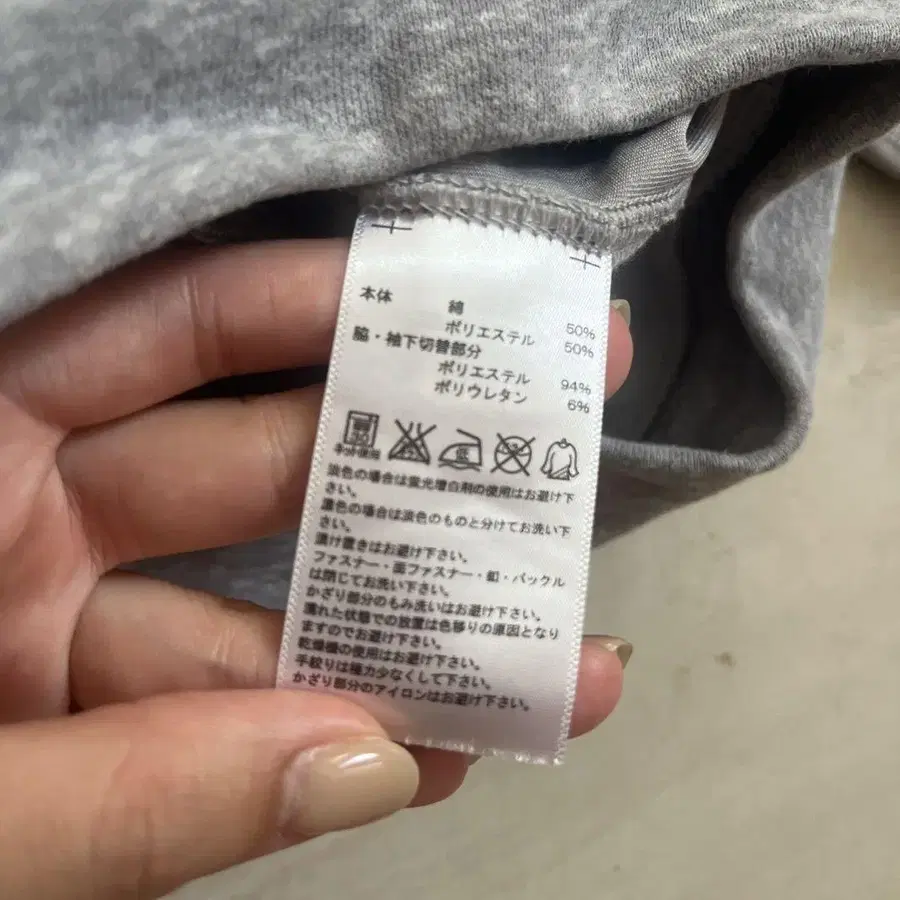 本体 綿 50%
ポリエステル 50%
脇・袖下切替部分
ポリエステル 94%
ポリウレタン 6%
ネット使用 低
淡色の場合は蛍光増白剤の使用はお避け下
さい。
濃色の場合は淡色のものと分けてお洗い下
さい。
漬け置きはお避け下さい。
ファスナー・面ファスナー・釦・バックル
は閉じてお洗い下さい。
かざり部分のもみ洗いはお避け下さい。
濡れた状態での放置は色移りの原因となり
ますのでお避け下さい。
乾燥機の使用はお避け下さい。
手絞りは極力少なくして下さい。
かざり部分のアイロンはお避け下さい。